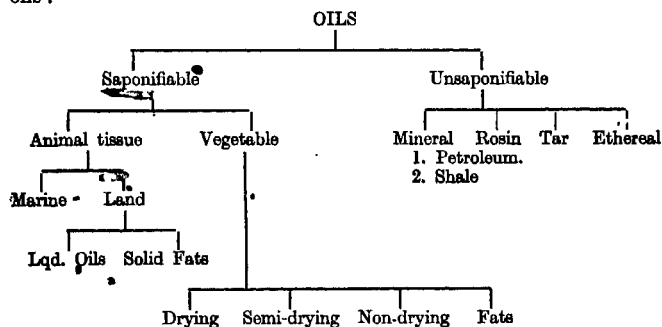 OILS
Saponifiable Unsaponifiable
Animal tissue Vegetable Mineral Rosin Tar Ethereal
1. Petroleum.
2. Shale
Marine Land
Lqd. Oils Solid Fats
Drying Semi-drying Non-drying Fats